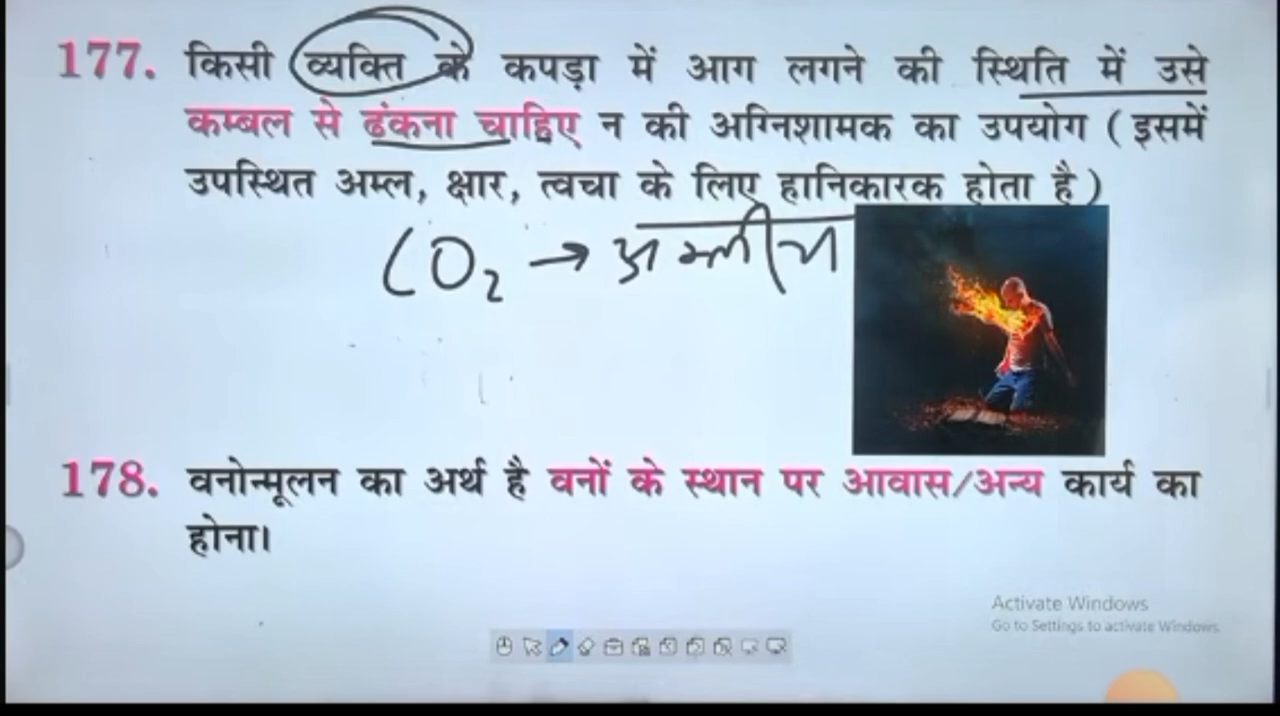 177. किसी व्यक्ति के कपड़ा में आग लगने की स्थिति में उसे
कम्बल से ढंकना चाहिए न की अग्निशामक का उपयोग ( इसमें
उपस्थित अम्ल, क्षार, त्वचा के लिए हानिकारक होता है )
CO₂ → अम्लीय
178. वनोन्मूलन का अर्थ है वनों के स्थान पर आवास/अन्य कार्य का
होना।
Activate Windows
Go to Settings to activate Windows.